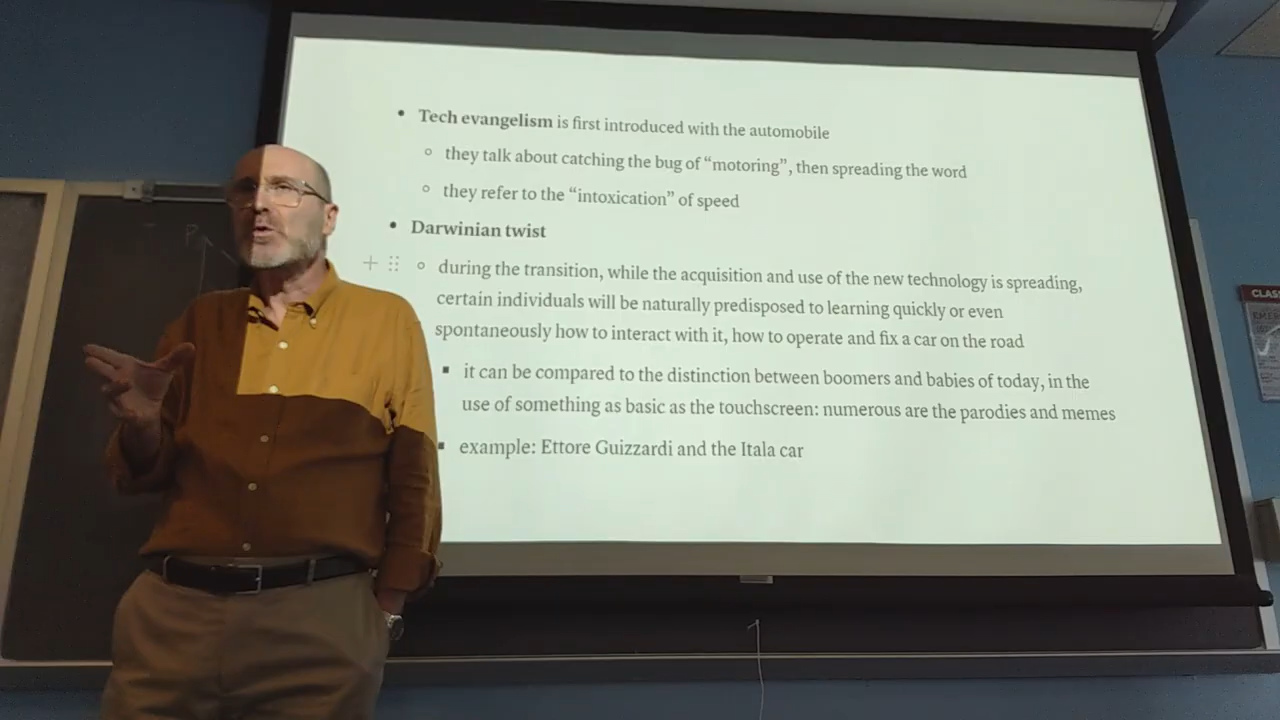 • Tech evangelism is first introduced with the automobile
◦ they talk about catching the bug of “motoring”, then spreading the word
◦ they refer to the “intoxication” of speed
• Darwinian twist
◦ during the transition, while the acquisition and use of the new technology is spreading,
certain individuals will be naturally predisposed to learning quickly or even
spontaneously how to interact with it, how to operate and fix a car on the road
▪ it can be compared to the distinction between boomers and babies of today, in the
use of something as basic as the touchscreen: numerous are the parodies and memes
▪ example: Ettore Guizzardi and the Itala car
CLAS